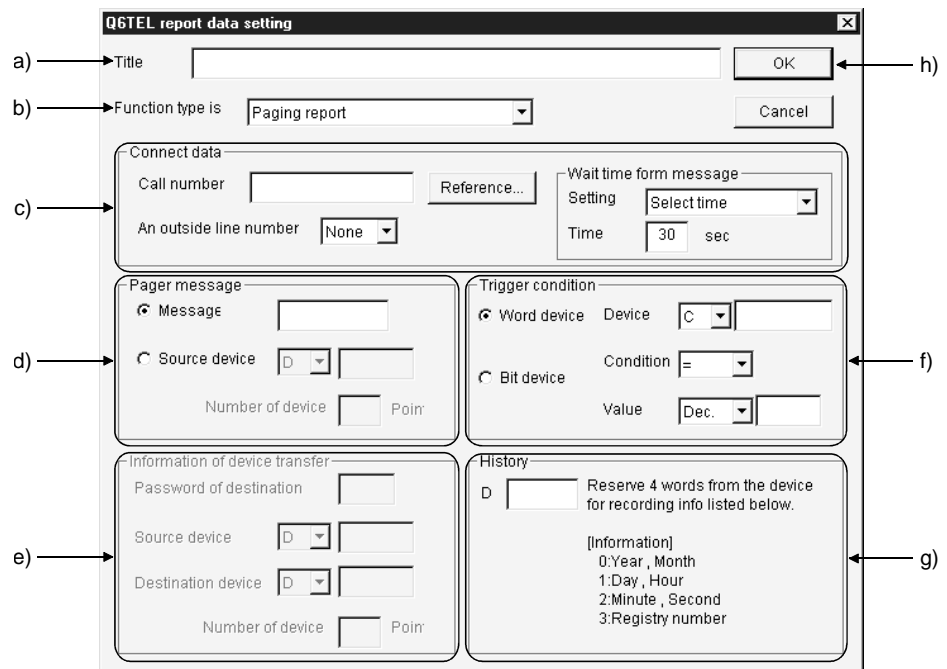 Q6TEL report data setting
a) Title OK h)
b) Function type is Paging report Cancel
Connect data
c) Call number Reference...
An outside line number None
Wait time form message
Setting Select time
Time 30 sec
Pager message
d) Message
Source device D
Number of device Poin
Trigger condition
Word device Device C f)
Bit device Condition =
Value Dec.
Information of device transfer
e) Password of destination
Source device D
Destination device D
Number of device Poin
History
D Reserve 4 words from the device
for recording info listed below.
g) [Information]
0:Year , Month
1:Day , Hour
2:Minute , Second
3:Registry number